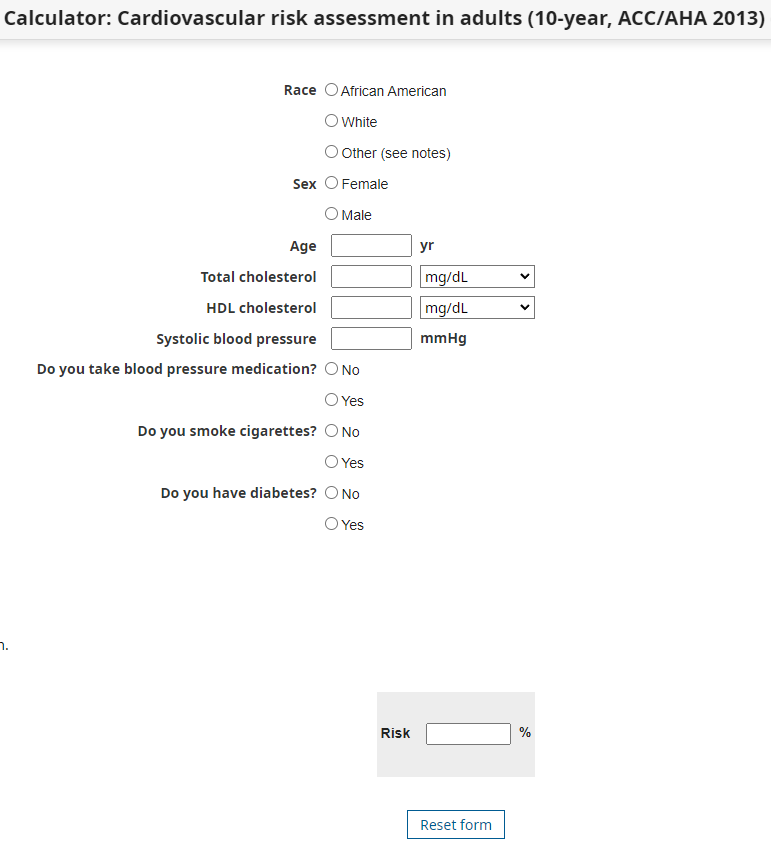 Calculator: Cardiovascular risk assessment in adults (10-year, ACC/AHA 2013)
Race African American
White
Other (see notes)
Sex Female
Male
Age yr
Total cholesterol mg/dL
HDL cholesterol mg/dL
Systolic blood pressure mmHg
Do you take blood pressure medication? No
Yes
Do you smoke cigarettes? No
Yes
Do you have diabetes? No
Yes
Risk %
Reset form